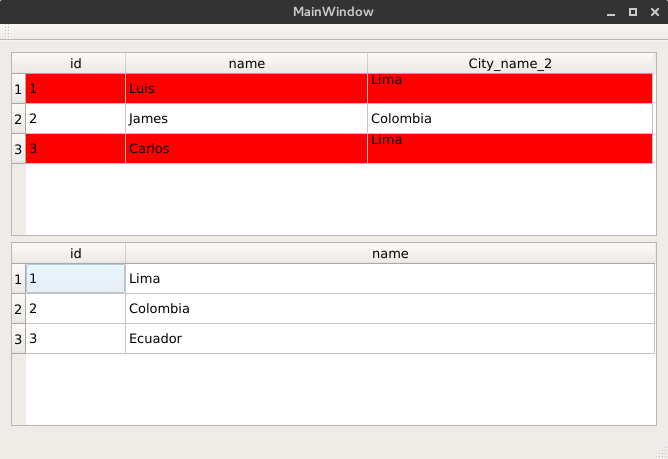 MainWindow
id name City_name_2
1 1 Luis Lima
2 2 James Colombia
3 3 Carlos Lima
id name
1 1 Lima
2 2 Colombia
3 3 Ecuador